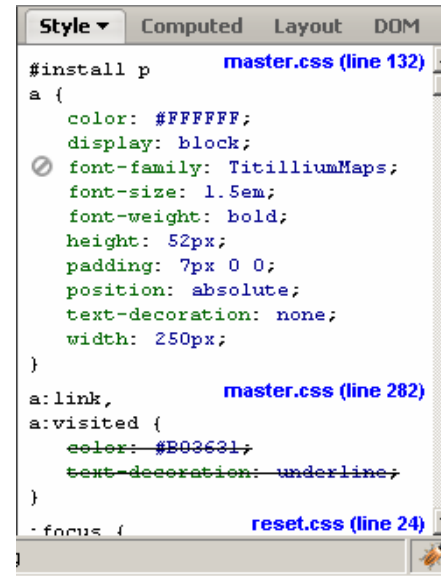 Style ▾ Computed Layout DOM
#install p master.css (line 132)
a {
color: #FFFFFF;
display: block;
font-family: TitilliumMaps;
font-size: 1.5em;
font-weight: bold;
height: 52px;
padding: 7px 0 0;
position: absolute;
text-decoration: none;
width: 250px;
}
a:link, master.css (line 282)
a:visited {
color: #B03631;
text-decoration: underline;
}
:focus { reset.css (line 24)